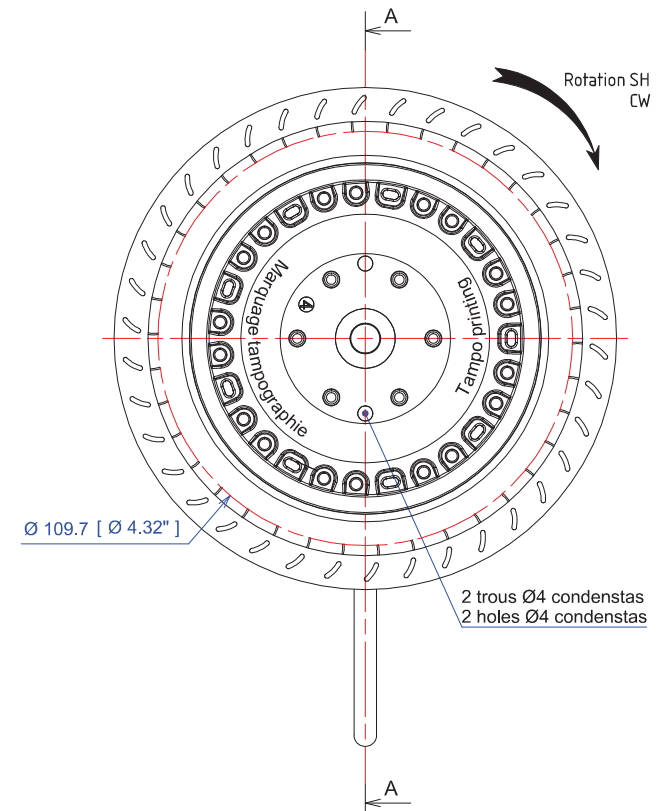 A
Rotation SH
CW
Marquage tampographie
4
Tampo printing
Ø 109.7 [ Ø 4.32" ]
2 trous Ø4 condenstas
2 holes Ø4 condenstas
A